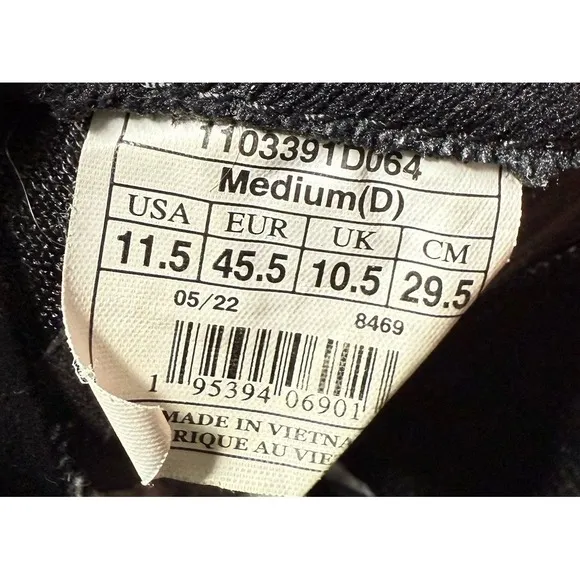 1103391D064
Medium(D)
USA EUR UK CM
11.5 45.5 10.5 29.5
05/22 8469
1 95394 06901
MADE IN VIETNA
RIQUE AU VIE